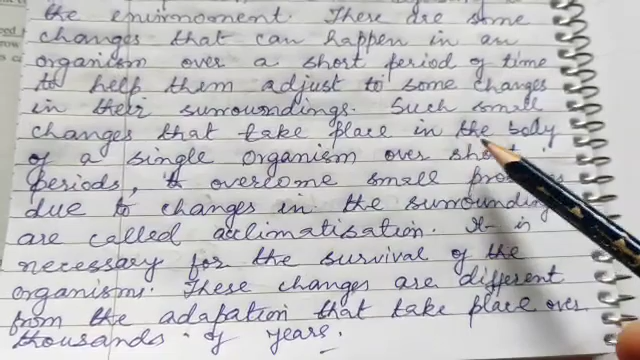 the environment. There are some
changes that can happen in an
organism over a short period of time
to help them adjust to some changes
in their surroundings. Such small
changes that take place in the body
of a single organism over short
periods, to overcome small
due to changes in the surrounding
are called acclimatisation. It is
necessary for the survival of the
organisms. These changes are different
from the adapation that take place over
thousands of years.